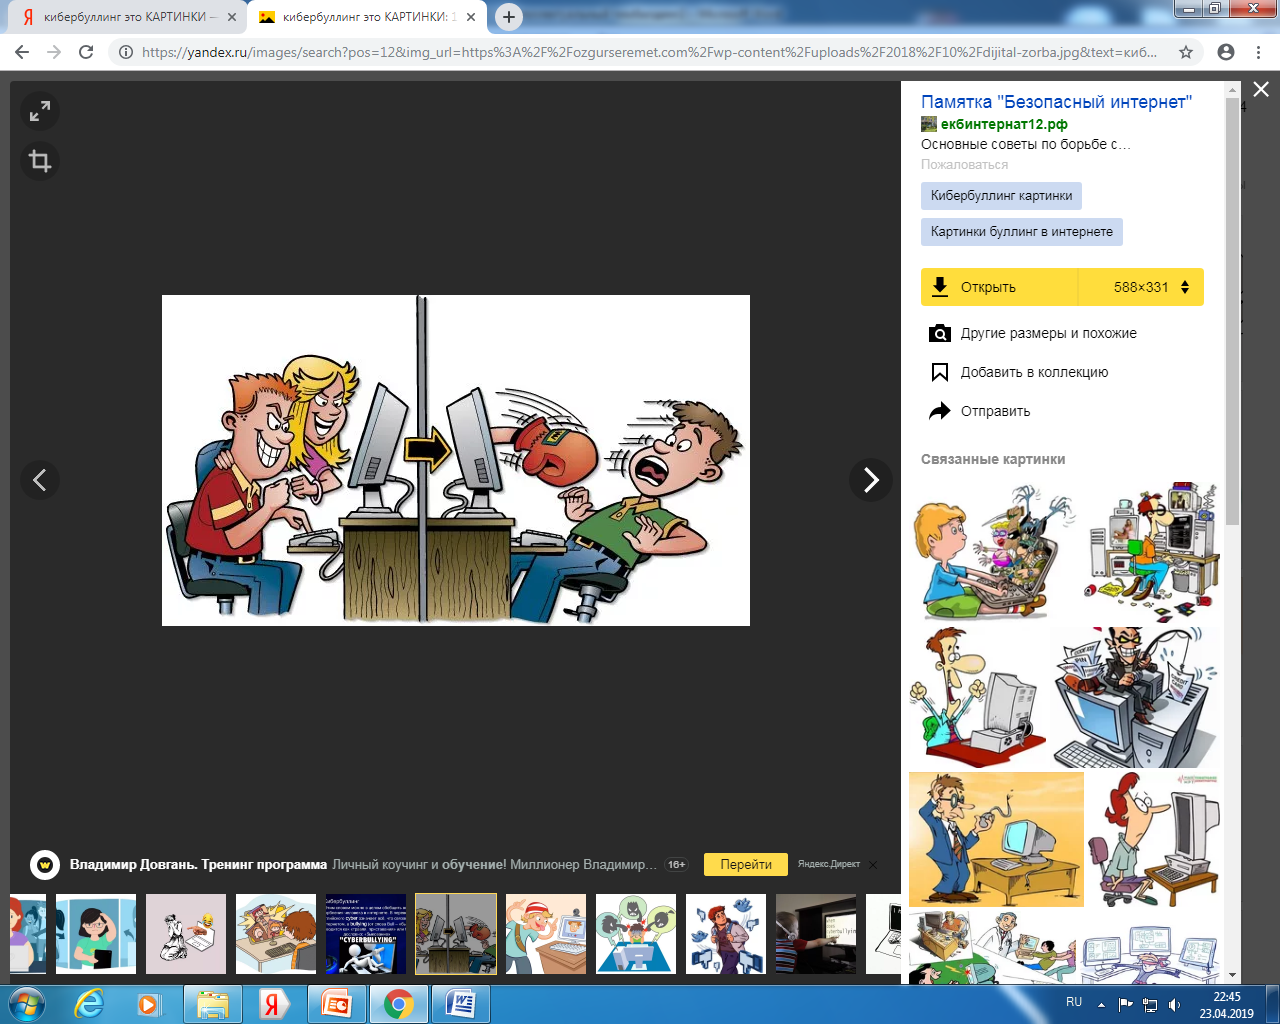 кибербуллинг это КАРТИНКИ —
кибербуллинг это КАРТИНКИ: 1
https://yandex.ru/images/search?pos=12&img_url=https%3A%2F%2Fozgurseremet.com%2Fwp-content%2Fuploads%2F2018%2F10%2Fdijital-zorba.jpg&text=киб...
Памятка "Безопасный интернет"
екбинтернат12.рф
Основные советы по борьбе с...
Пожаловаться
Кибербуллинг картинки
Картинки буллинг в интернете
Открыть 588×331
Другие размеры и похожие
Добавить в коллекцию
Отправить
Связанные картинки
Владимир Довгань. Тренинг программа Личный коучинг и обучение! Миллионер Владимир... 16+ Перейти Яндекс.Директ
Кибербуллинг
"CYBERBULLYING"
RU 22:45
23.04.2019